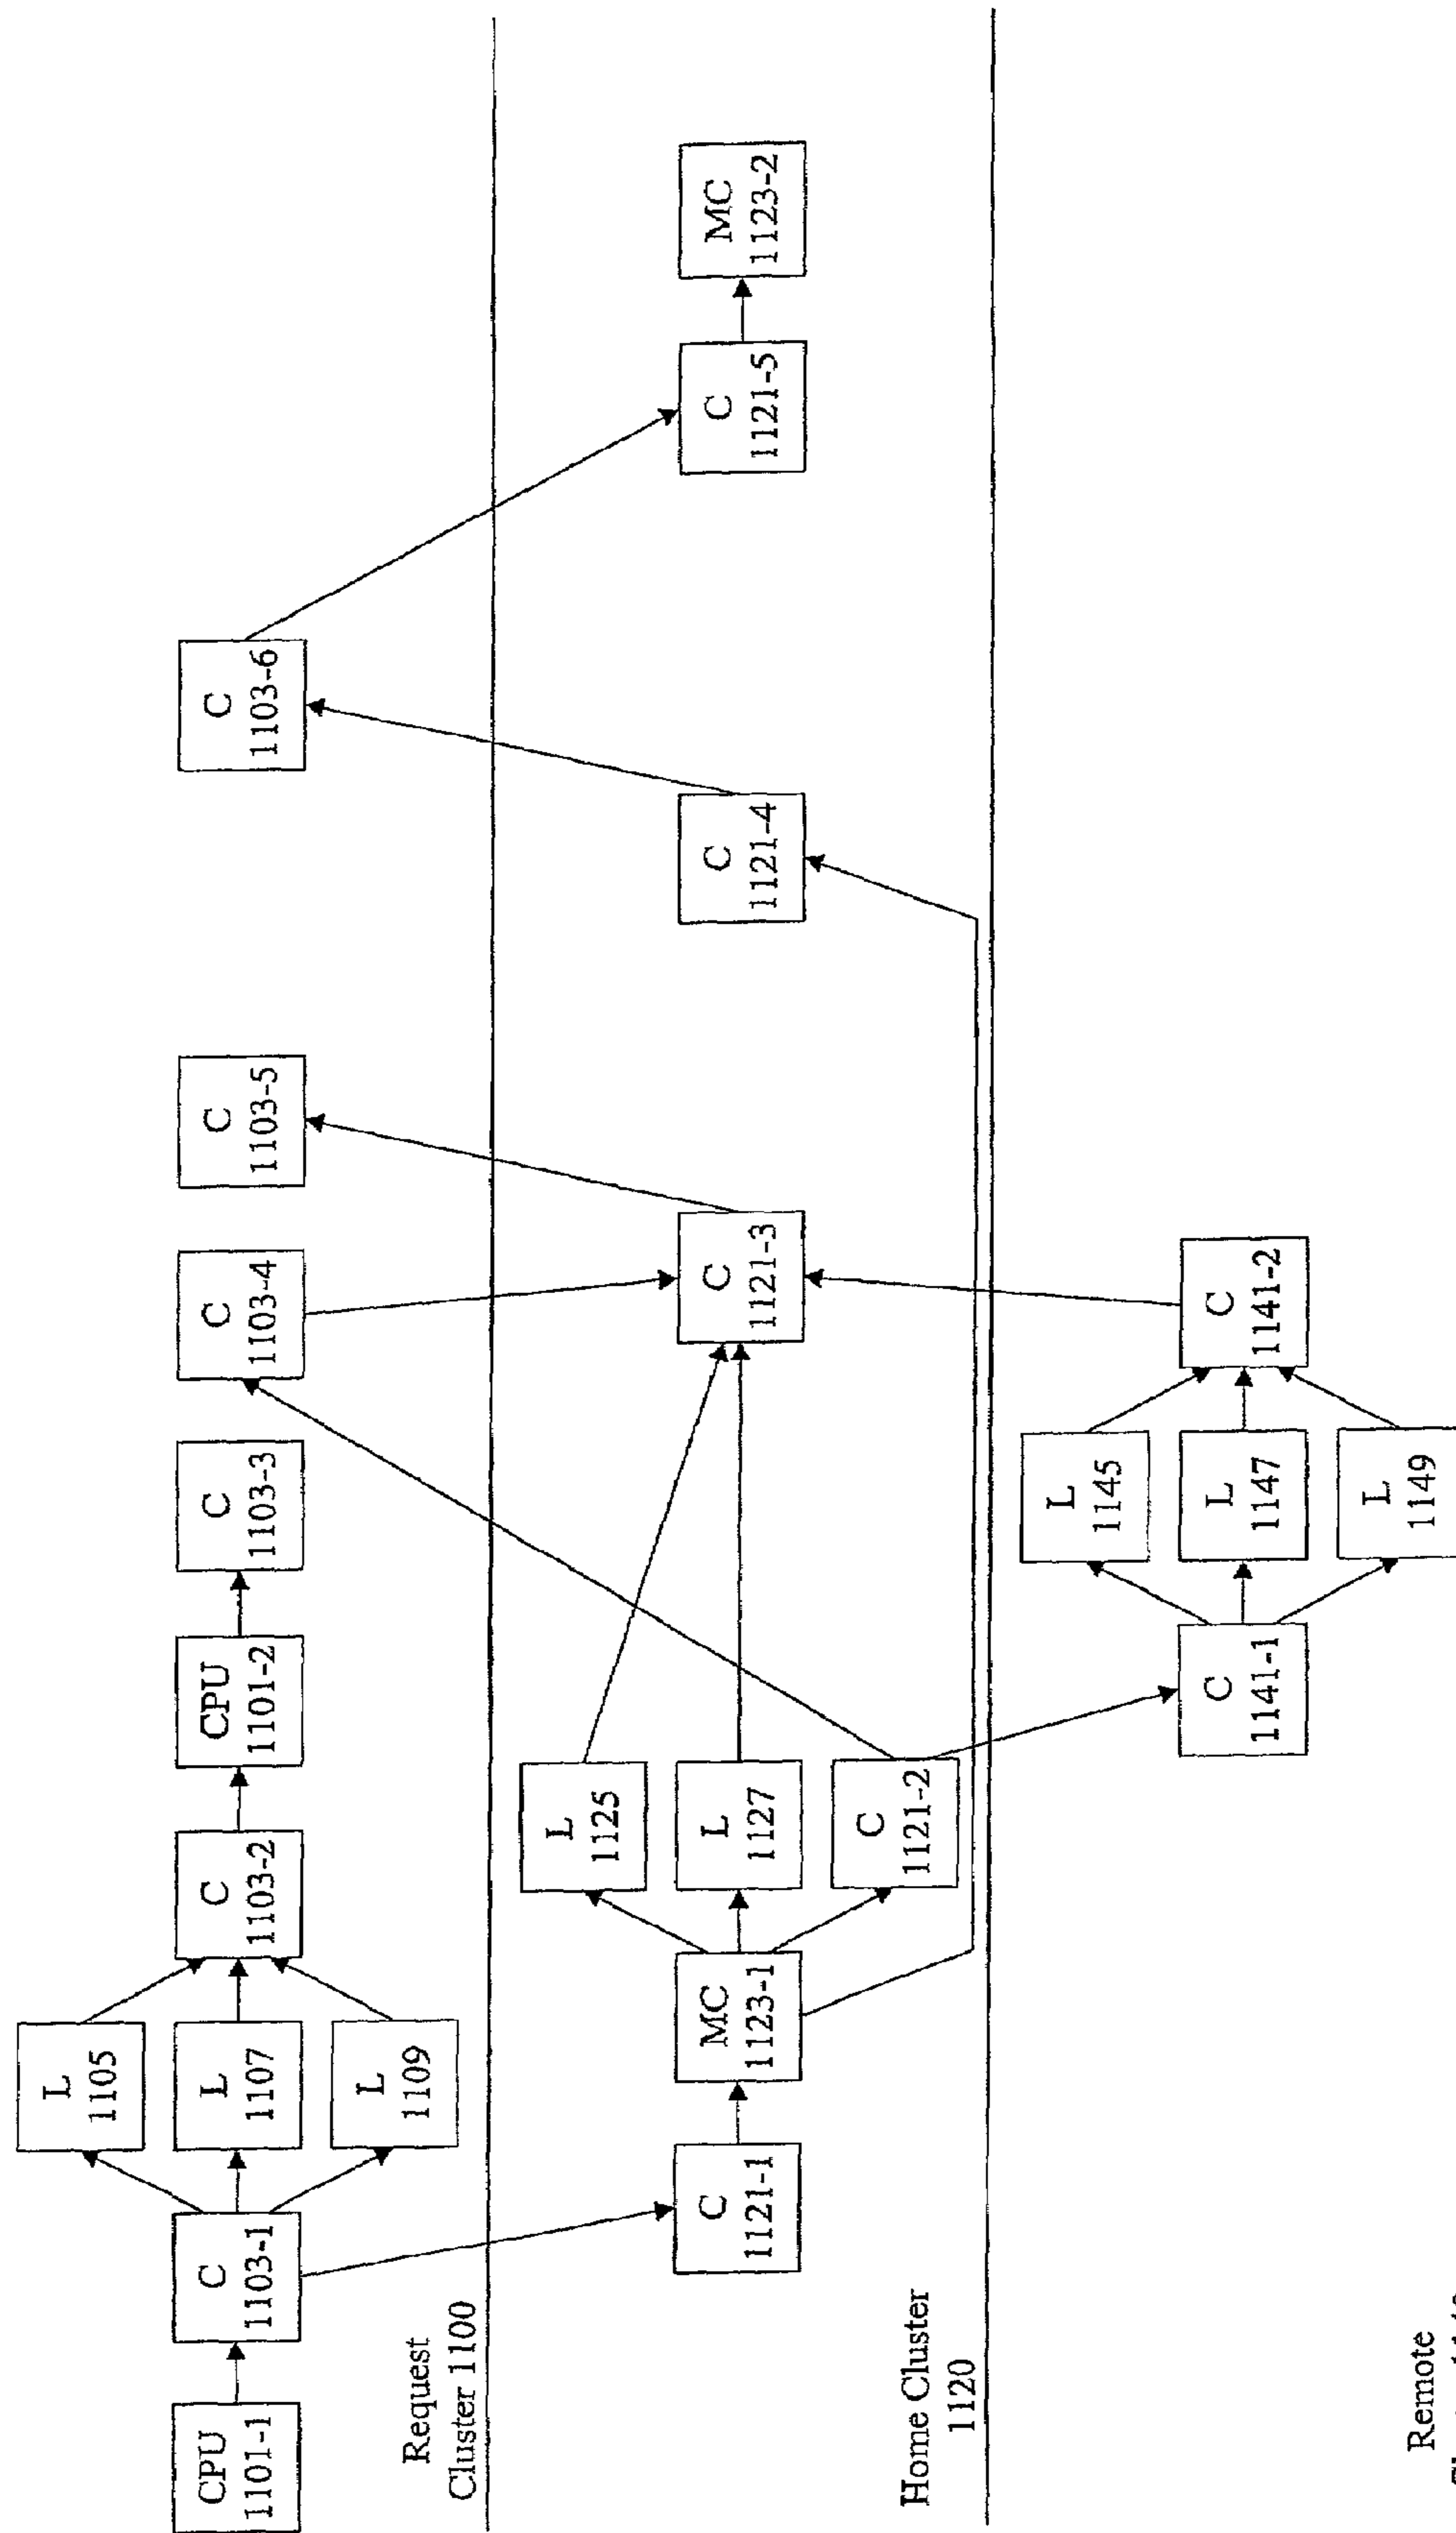 CPU
1101-1
C
1103-1
L
1105
L
1107
L
1109
C
1103-2
CPU
1101-2
C
1103-3
C
1103-4
C
1103-5
C
1103-6
Request
Cluster 1100
C
1121-1
MC
1123-1
L
1125
L
1127
C
1121-2
C
1121-3
C
1121-4
C
1121-5
MC
1123-2
Home Cluster
1120
C
1141-1
L
1145
L
1147
L
1149
C
1141-2
Remote